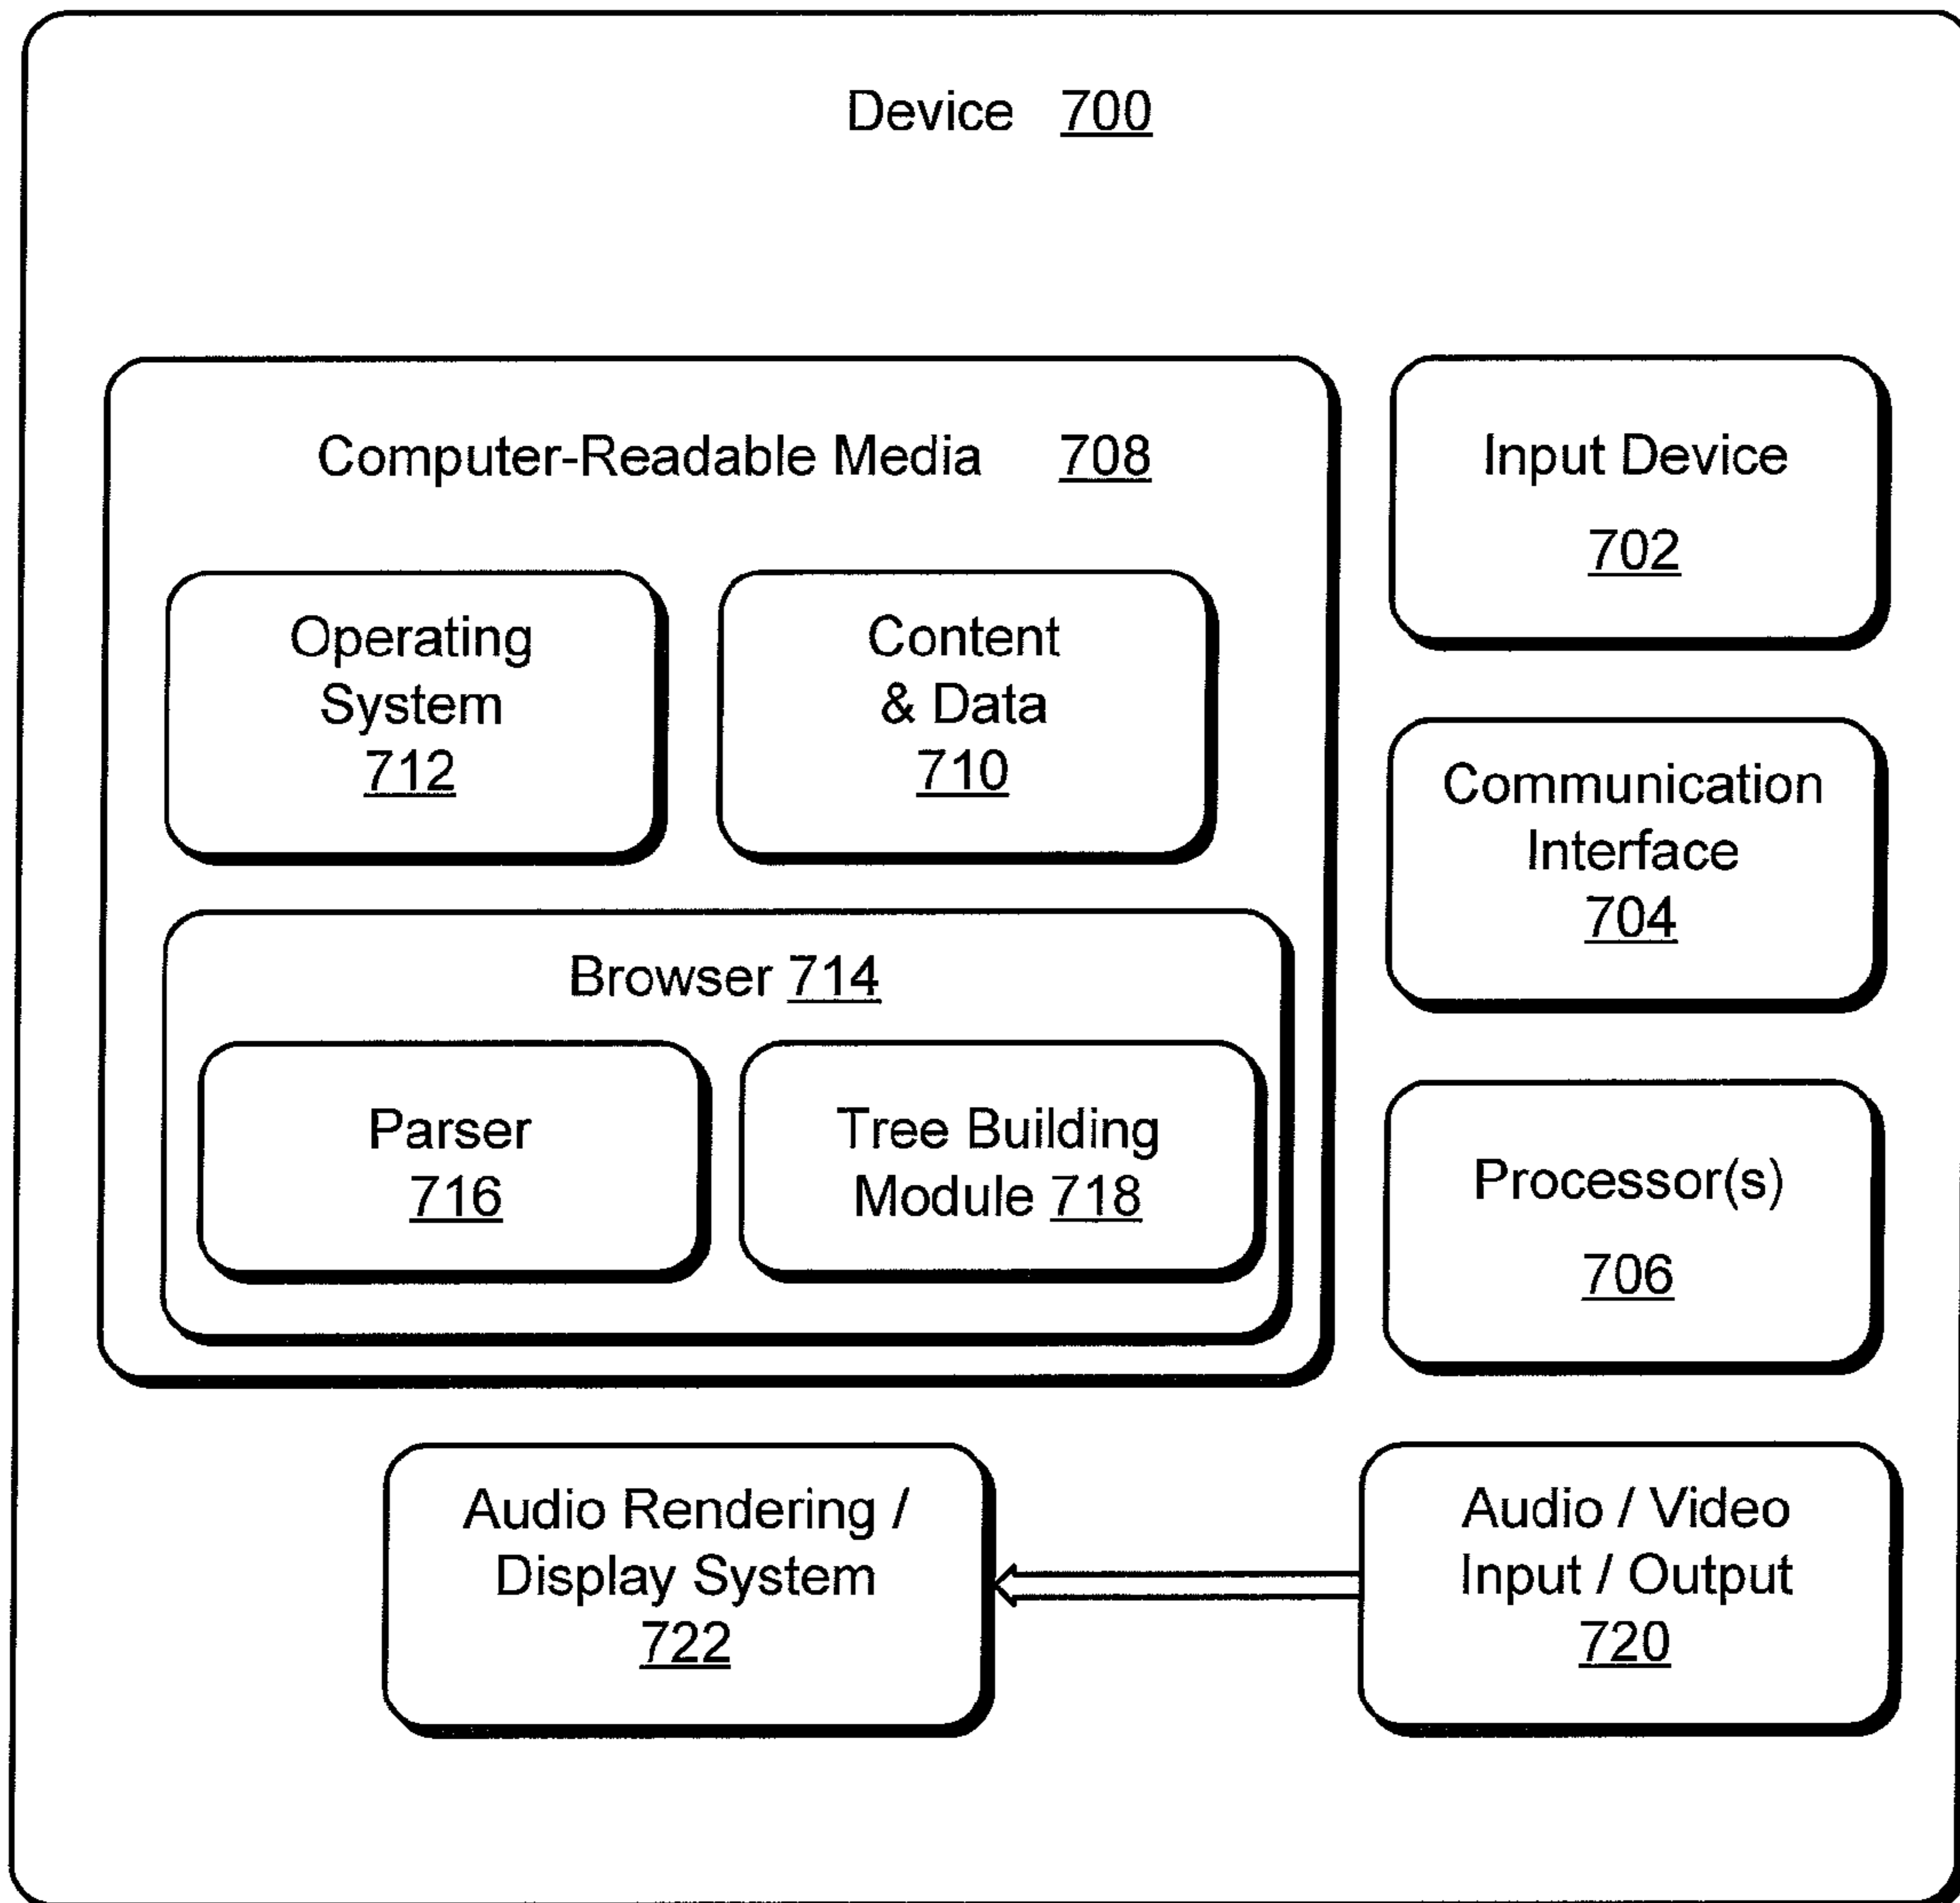 Device 700
Computer-Readable Media 708
Operating
System
712
Content
& Data
710
Browser 714
Parser
716
Tree Building
Module 718
Input Device
702
Communication
Interface
704
Processor(s)
706
Audio Rendering /
Display System
722
Audio / Video
Input / Output
720